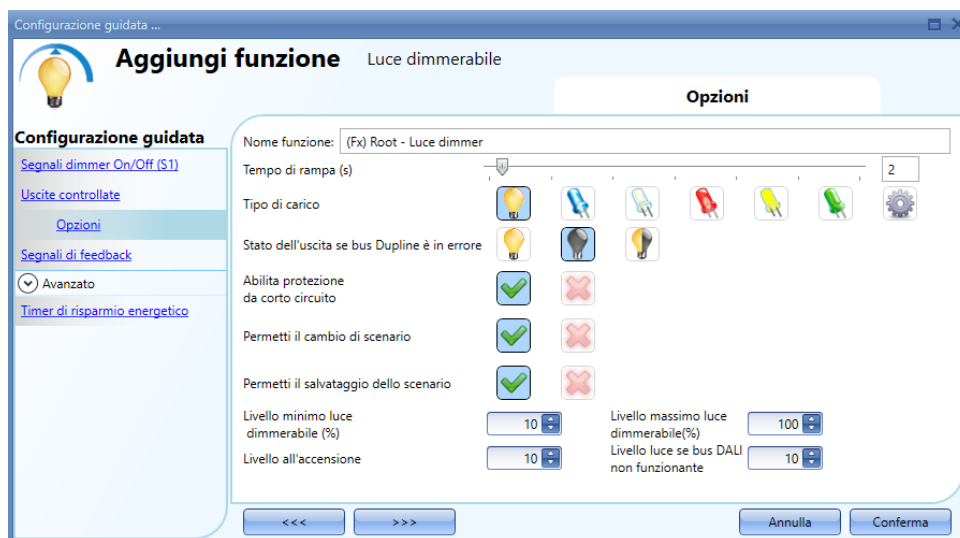 Configurazione guidata ...
Aggiungi funzione Luce dimmerabile
Opzioni
Configurazione guidata
Segnali dimmer On/Off (S1)
Uscite controllate
Opzioni
Segnali di feedback
Avanzato
Timer di risparmio energetico
Nome funzione: (Fx) Root - Luce dimmer
Tempo di rampa (s) 2
Tipo di carico
Stato dell'uscita se bus Dupline è in errore
Abilita protezione
da corto circuito
Permetti il cambio di scenario
Permetti il salvataggio dello scenario
Livello minimo luce
dimmerabile (%) 10
Livello massimo luce
dimmerabile(%) 100
Livello all'accensione 10
Livello luce se bus DALI
non funzionante 10
<<< >>> Annulla Conferma